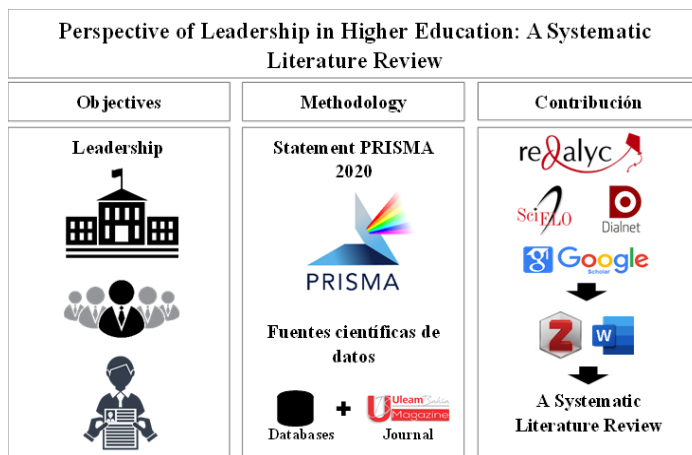 Perspective of Leadership in Higher Education: A Systematic
Literature Review
Objectives
Leadership
Methodology
Statement PRISMA
2020
PRISMA
Fuentes científicas de
datos
Databases
+
Uleam Bahía
Magazine
Journal
Contribución
redalyc
SciELO
Dialnet
g Google
Scholar
Z W
A Systematic
Literature Review